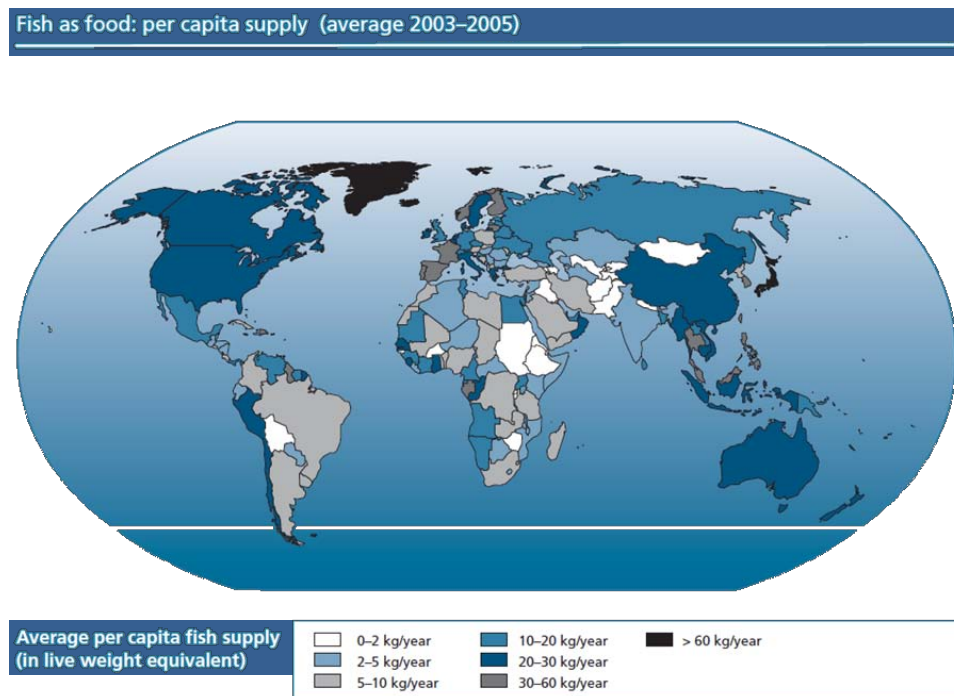 Fish as food: per capita supply (average 2003–2005)
Average per capita fish supply
(in live weight equivalent)
0–2 kg/year
2–5 kg/year
5–10 kg/year
10–20 kg/year
20–30 kg/year
30–60 kg/year
> 60 kg/year